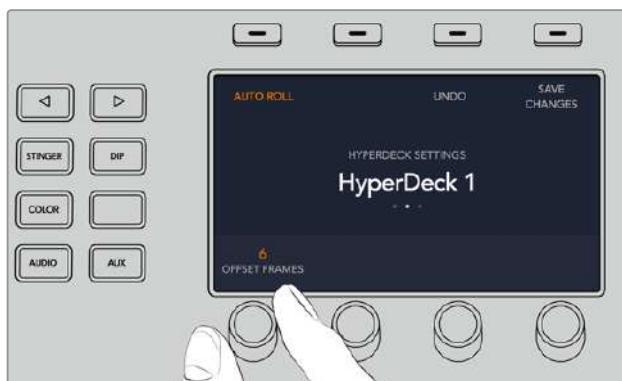 AUTO ROLL
UNDO
SAVE
CHANGES
HYPERDECK SETTINGS
HyperDeck 1
STINGER
DIP
COLOR
AUDIO
AUX
6
OFFSET FRAMES